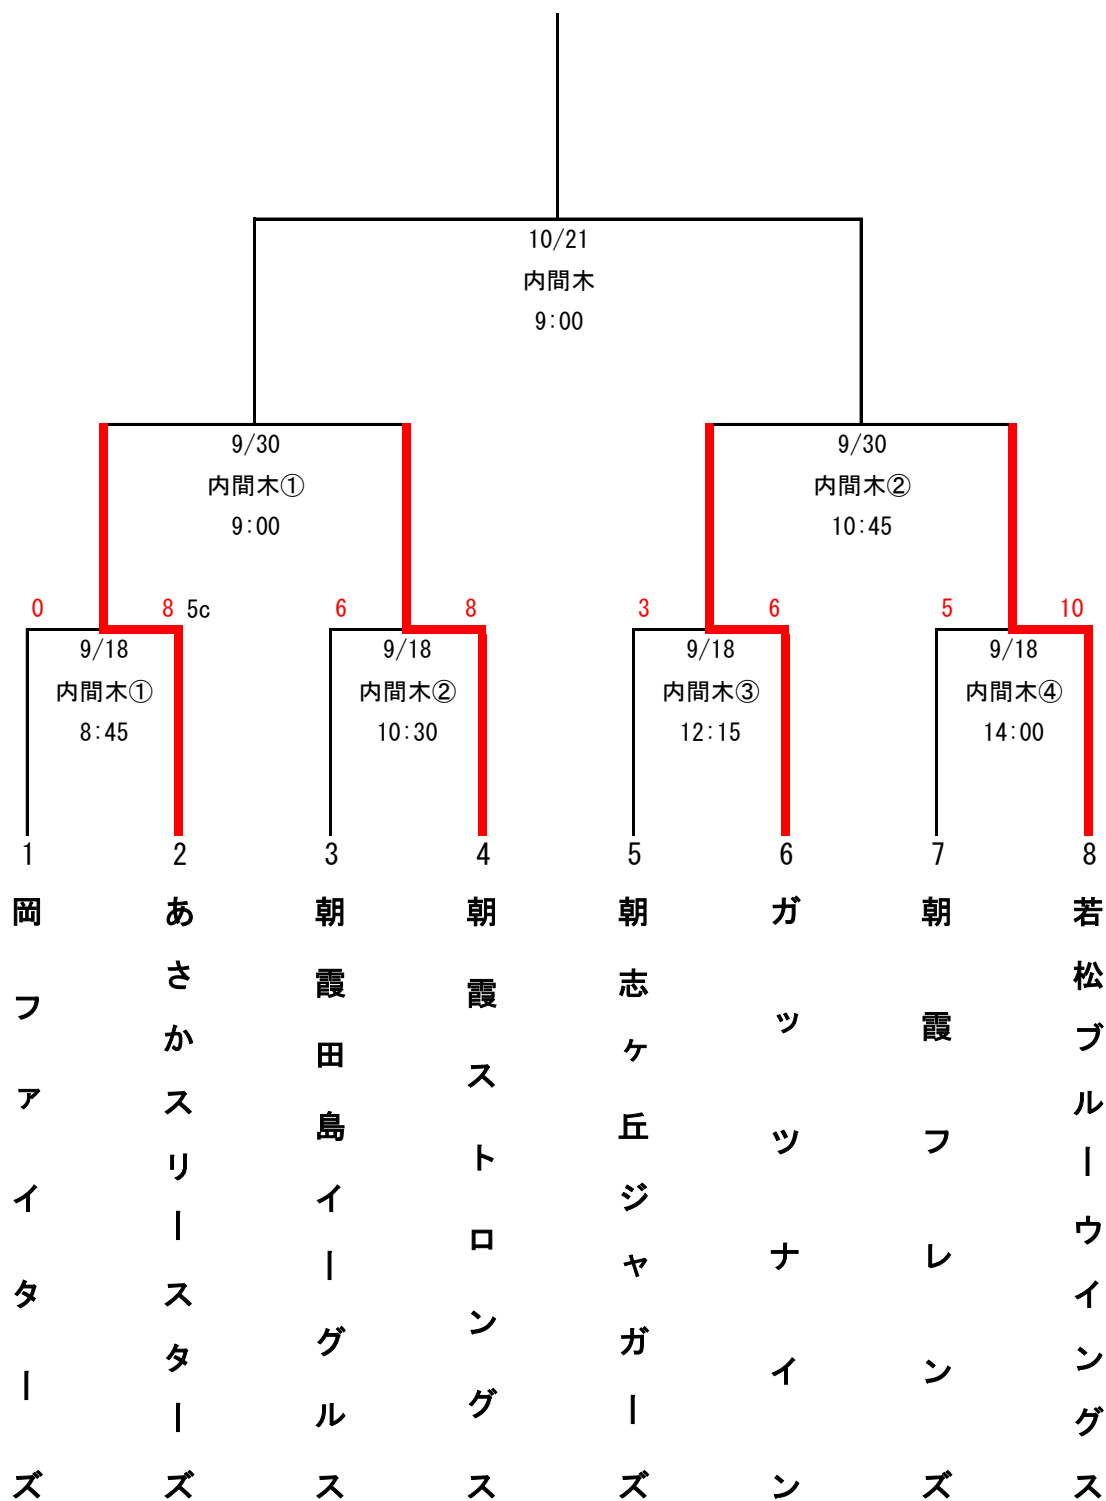 10/21
内間木
9:00
9/30
内間木①
9:00
9/30
内間木②
10:45
0
8 5c
6
8
3
6
5
10
9/18
内間木①
8:45
9/18
内間木②
10:30
9/18
内間木③
12:15
9/18
内間木④
14:00
1
2
3
4
5
6
7
8
岡ファイターズ
あさかスリースターズ
朝霞田島イーグルス
朝霞ストロングス
朝志ヶ丘ジャガーズ
ガッツナイン
朝霞フレンズ
若松ブルーウイングス